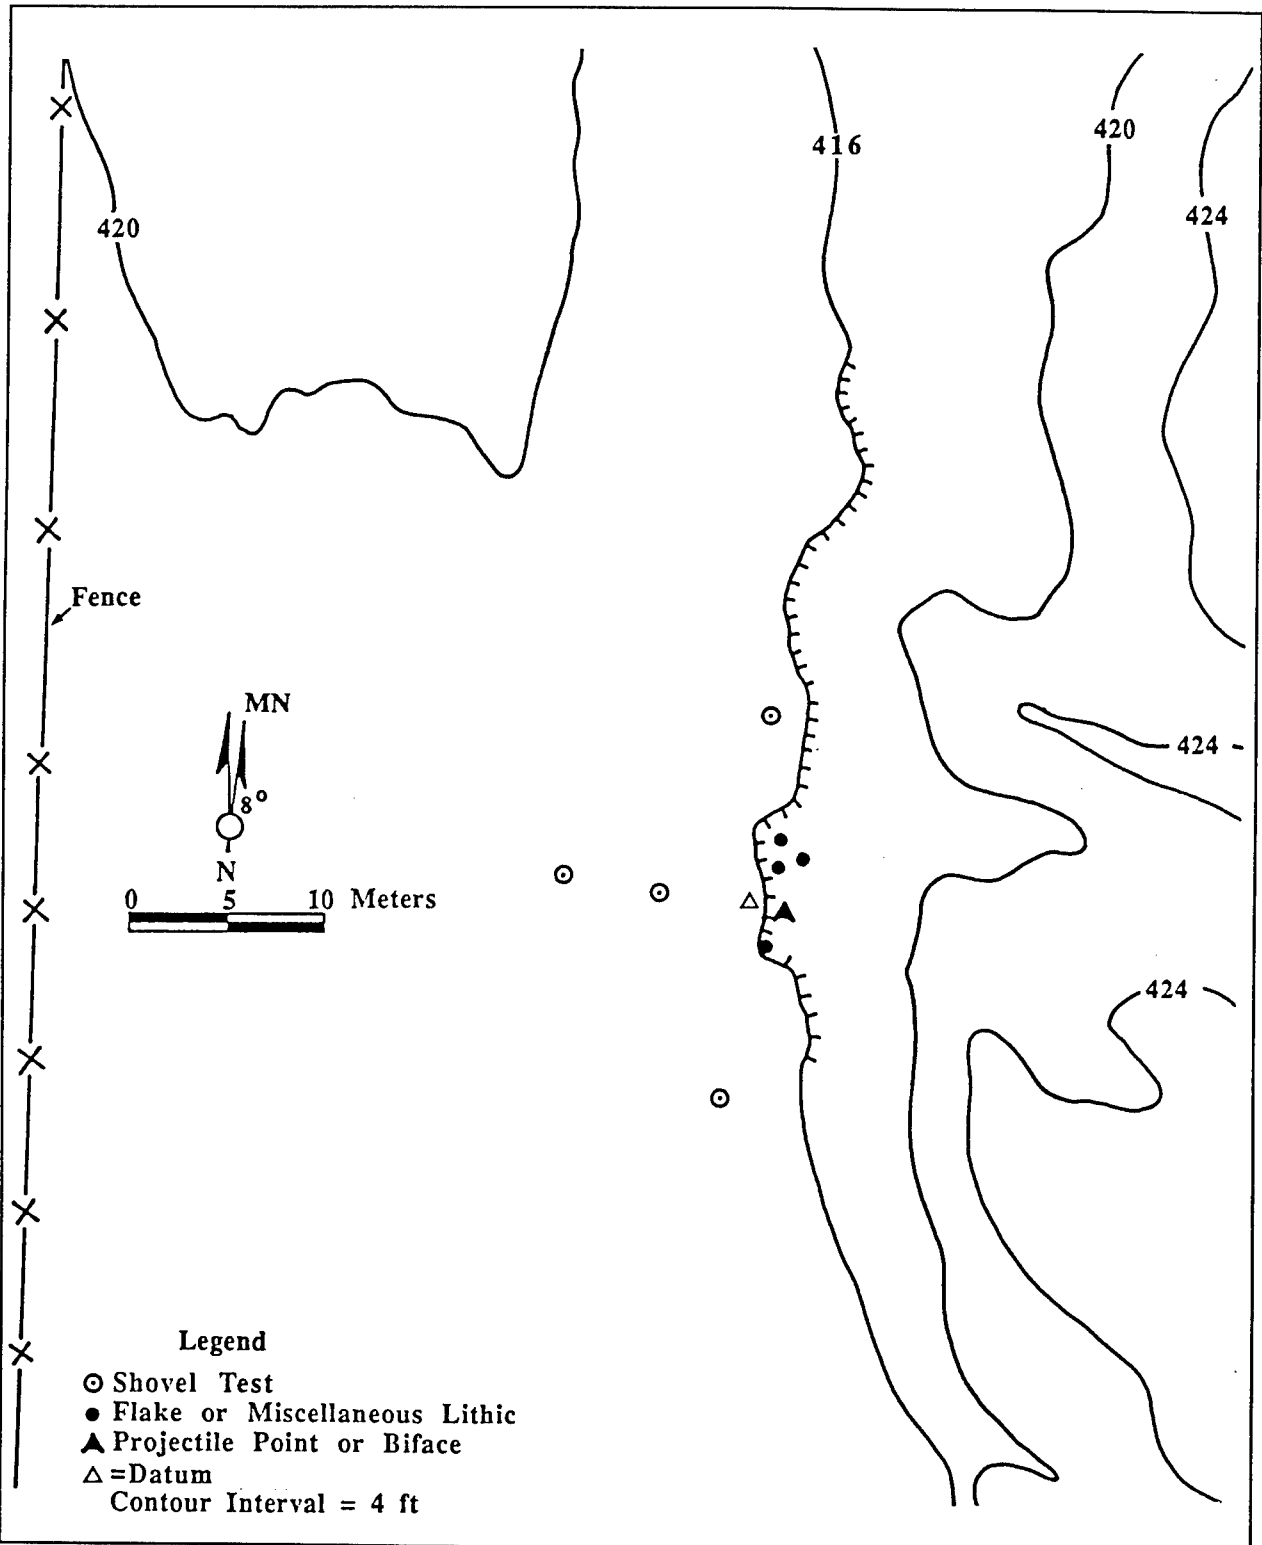 416
420
424
420
Fence
MN
8°
N
0 5 10 Meters
424
424
Legend
Shovel Test
Flake or Miscellaneous Lithic
Projectile Point or Biface
=Datum
Contour Interval = 4 ft